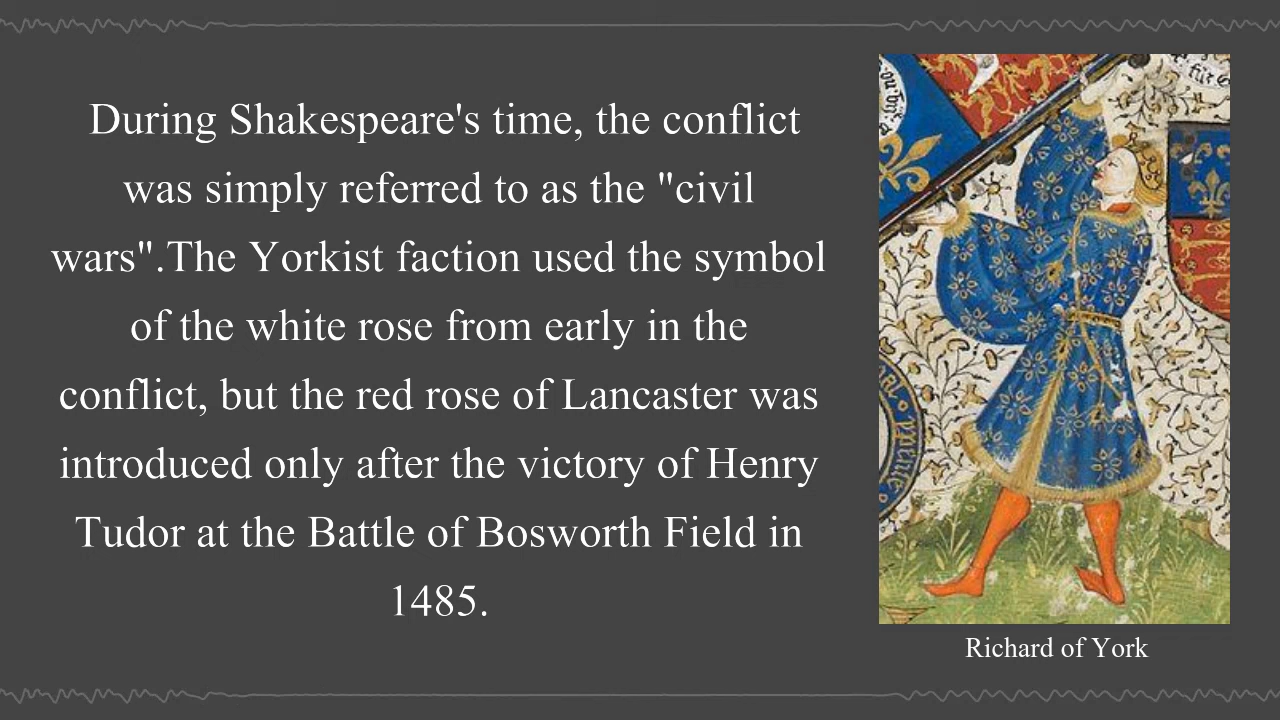 During Shakespeare's time, the conflict
was simply referred to as the "civil
wars".The Yorkist faction used the symbol
of the white rose from early in the
conflict, but the red rose of Lancaster was
introduced only after the victory of Henry
Tudor at the Battle of Bosworth Field in
1485.
Richard of York